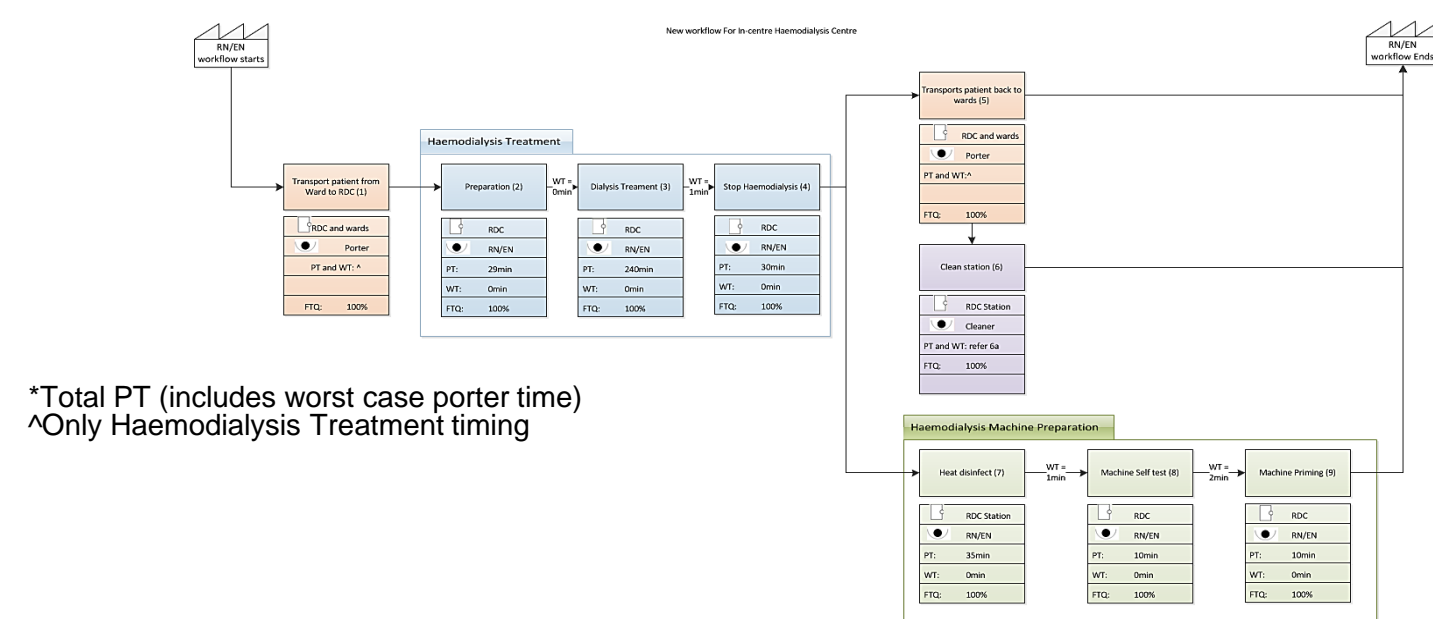 New workflow For In-centre Haemodialysis Centre
RN/EN
workflow starts
RN/EN
workflow Ends
Transport patient from
Ward to RDC (1)
RDC and wards
Porter
PT and WT: ^
FTQ: 100%
Haemodialysis Treatment
Preparation (2)
RDC
RN/EN
PT: 29min
WT: 0min
FTQ: 100%
WT =
0min
Dialysis Treament (3)
RDC
RN/EN
PT: 240min
WT: 0min
FTQ: 100%
WT =
1min
Stop Haemodialysis (4)
RDC
RN/EN
PT: 30min
WT: 0min
FTQ: 100%
Transports patient back to
wards (5)
RDC and wards
Porter
PT and WT:^
FTQ: 100%
Clean station (6)
RDC Station
Cleaner
PT and WT: refer 6a
FTQ: 100%
*Total PT (includes worst case porter time)
^Only Haemodialysis Treatment timing
Haemodialysis Machine Preparation
Heat disinfect (7)
RDC Station
RN/EN
PT: 35min
WT: 0min
FTQ: 100%
WT =
1min
Machine Self test (8)
RDC
RN/EN
PT: 10min
WT: 0min
FTQ: 100%
WT =
2min
Machine Priming (9)
RDC
RN/EN
PT: 10min
WT: 0min
FTQ: 100%